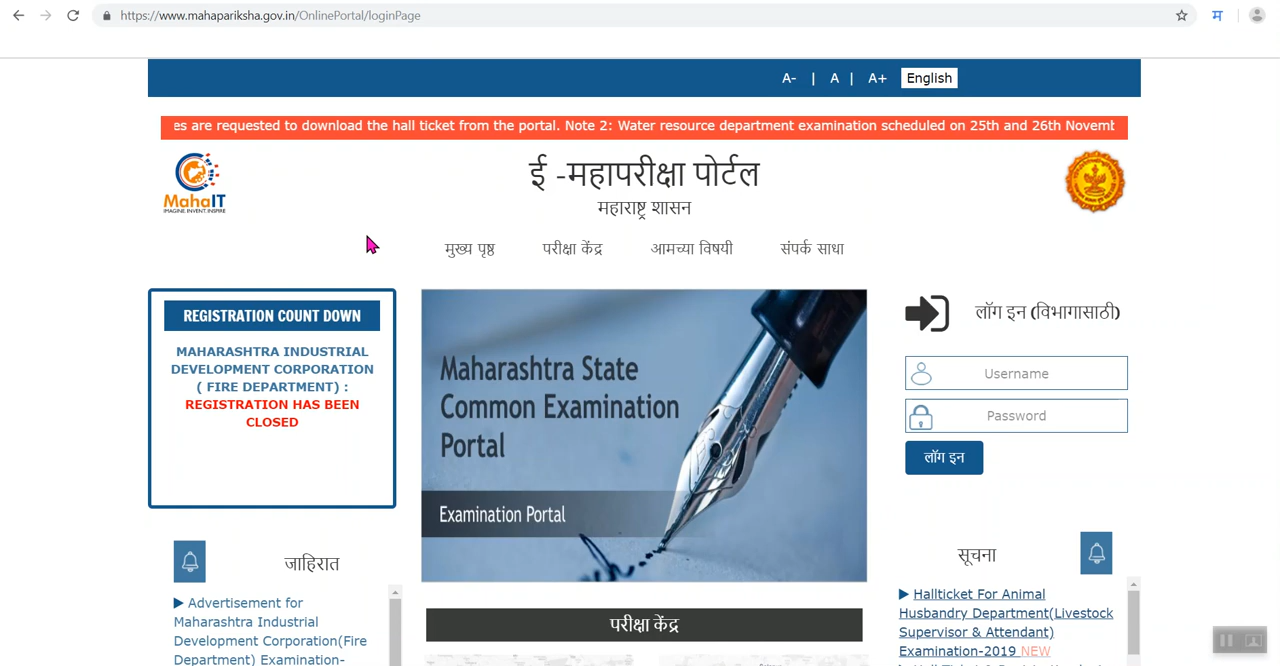 https://www.mahapariksha.gov.in/OnlinePortal/loginPage
म
A- | A | A+ English
es are requested to download the hall ticket from the portal. Note 2: Water resource department examination scheduled on 25th and 26th Novemb
MahaIT
IMAGINE. INVENT. INSPIRE
ई -महापरीक्षा पोर्टल
महाराष्ट्र शासन
मुख्य पृष्ठ परीक्षा केंद्र आमच्या विषयी संपर्क साधा
REGISTRATION COUNT DOWN
MAHARASHTRA INDUSTRIAL
DEVELOPMENT CORPORATION
( FIRE DEPARTMENT) :
REGISTRATION HAS BEEN
CLOSED
जाहिरात
Advertisement for
Maharashtra Industrial
Development Corporation(Fire
Department) Examination-
Maharashtra State
Common Examination
Portal
Examination Portal
परीक्षा केंद्र
लॉग इन (विभागासाठी)
Username
Password
लॉग इन
सूचना
Hallticket For Animal
Husbandry Department(Livestock
Supervisor & Attendant)
Examination-2019 NEW